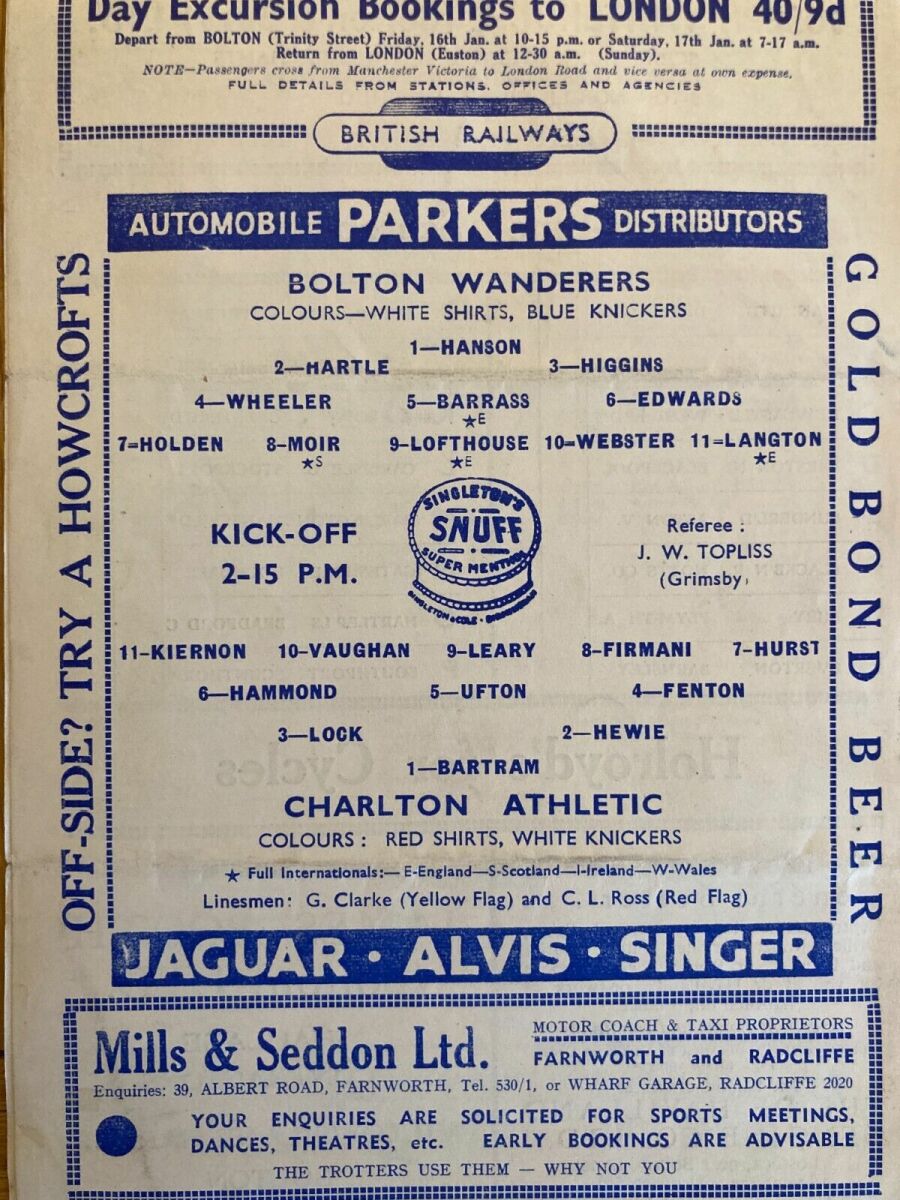 Day Excursion Bookings to LONDON 40/9d
Depart from BOLTON (Trinity Street) Friday, 16th Jan. at 10-15 p.m. or Saturday, 17th Jan. at 7-17 a.m.
Return from LONDON (Euston) at 12-30 a.m. (Sunday).
NOTE—Passengers cross from Manchester Victoria to London Road and vice versa at own expense.
FULL DETAILS FROM STATIONS, OFFICES AND AGENCIES
BRITISH RAILWAYS
AUTOMOBILE PARKERS DISTRIBUTORS
OFF-SIDE? TRY A HOWCROFTS
GOLD BOND BEER
BOLTON WANDERERS
COLOURS—WHITE SHIRTS, BLUE KNICKERS
1—HANSON
2—HARTLE 3—HIGGINS
4—WHEELER 5—BARRASS 6—EDWARDS
★E
7=HOLDEN 8-MOIR 9-LOFTHOUSE 10=WEBSTER 11=LANGTON
★S ★E ★E
SINGLETON'S
SNUFF
SUPER MENTHOL
SINGLETON & COLE · BIRMINGHAM
KICK-OFF
2-15 P.M.
Referee :
J. W. TOPLISS
(Grimsby)
11-KIERNON 10-VAUGHAN 9-LEARY 8-FIRMANI 7-HURST
6—HAMMOND 5-UFTON 4—FENTON
3—LOCK 2—HEWIE
1—BARTRAM
CHARLTON ATHLETIC
COLOURS : RED SHIRTS, WHITE KNICKERS
★ Full Internationals:—E-England—S-Scotland—I-Ireland—W-Wales
Linesmen: G. Clarke (Yellow Flag) and C. L. Ross (Red Flag)
JAGUAR · ALVIS · SINGER
Mills & Seddon Ltd.
MOTOR COACH & TAXI PROPRIETORS
FARNWORTH and RADCLIFFE
Enquiries: 39, ALBERT ROAD, FARNWORTH, Tel. 530/1, or WHARF GARAGE, RADCLIFFE 2020
YOUR ENQUIRIES ARE SOLICITED FOR SPORTS MEETINGS,
DANCES, THEATRES, etc. EARLY BOOKINGS ARE ADVISABLE
THE TROTTERS USE THEM — WHY NOT YOU